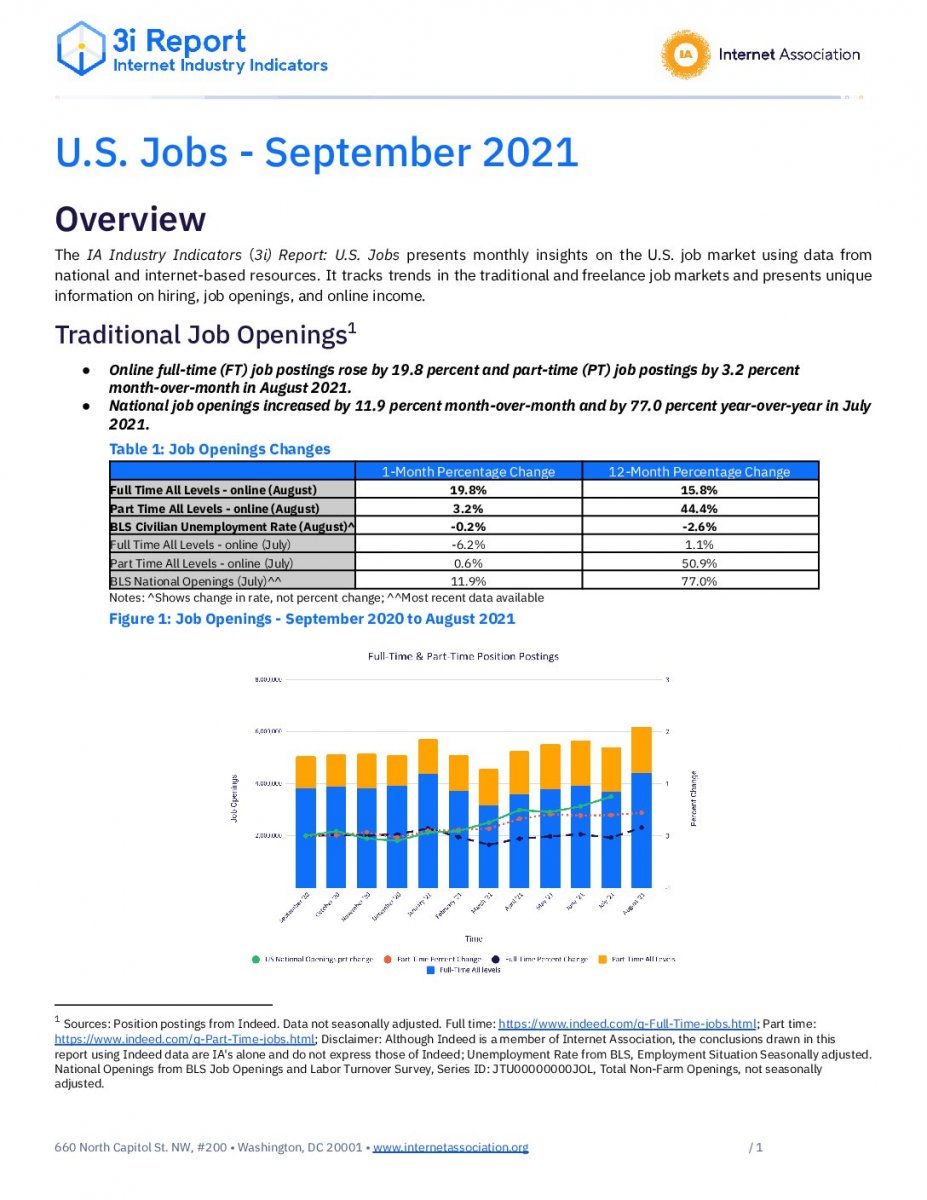 3i Report
Internet Industry Indicators
IA
Internet Association
U.S. Jobs - September 2021
Overview
The IA Industry Indicators (3i) Report: U.S. Jobs presents monthly insights on the U.S. job market using data from
national and internet-based resources. It tracks trends in the traditional and freelance job markets and presents unique
information on hiring, job openings, and online income.
Traditional Job Openings1
● Online full-time (FT) job postings rose by 19.8 percent and part-time (PT) job postings by 3.2 percent
month-over-month in August 2021.
● National job openings increased by 11.9 percent month-over-month and by 77.0 percent year-over-year in July
2021.
Table 1: Job Openings Changes
1-Month Percentage Change 12-Month Percentage Change
Full Time All Levels - online (August) 19.8% 15.8%
Part Time All Levels - online (August) 3.2% 44.4%
BLS Civilian Unemployment Rate (August)^ -0.2% -2.6%
Full Time All Levels - online (July) -6.2% 1.1%
Part Time All Levels - online (July) 0.6% 50.9%
BLS National Openings (July)^^ 11.9% 77.0%
Notes: ^Shows change in rate, not percent change; ^^Most recent data available
Figure 1: Job Openings - September 2020 to August 2021
Full-Time & Part-Time Position Postings
8,000,000 3
6,000,000 2
4,000,000 1
2,000,000 0
-1
Job Openings
Percent Change
September '20 October '20 November '20 December '20 January '21 February '21 March '21 April '21 May '21 June '21 July '21 August '21
Time
US National Openings pct change Part Time Percent Change Full Time Percent Change Part Time All Levels
Full-Time All levels
1 Sources: Position postings from Indeed. Data not seasonally adjusted. Full time: https://www.indeed.com/q-Full-Time-jobs.html; Part time:
https://www.indeed.com/q-Part-Time-jobs.html; Disclaimer: Although Indeed is a member of Internet Association, the conclusions drawn in this
report using Indeed data are IA's alone and do not express those of Indeed; Unemployment Rate from BLS, Employment Situation Seasonally adjusted.
National Openings from BLS Job Openings and Labor Turnover Survey, Series ID: JTU00000000JOL, Total Non-Farm Openings, not seasonally
adjusted.
660 North Capitol St. NW, #200 • Washington, DC 20001 • www.internetassociation.org / 1